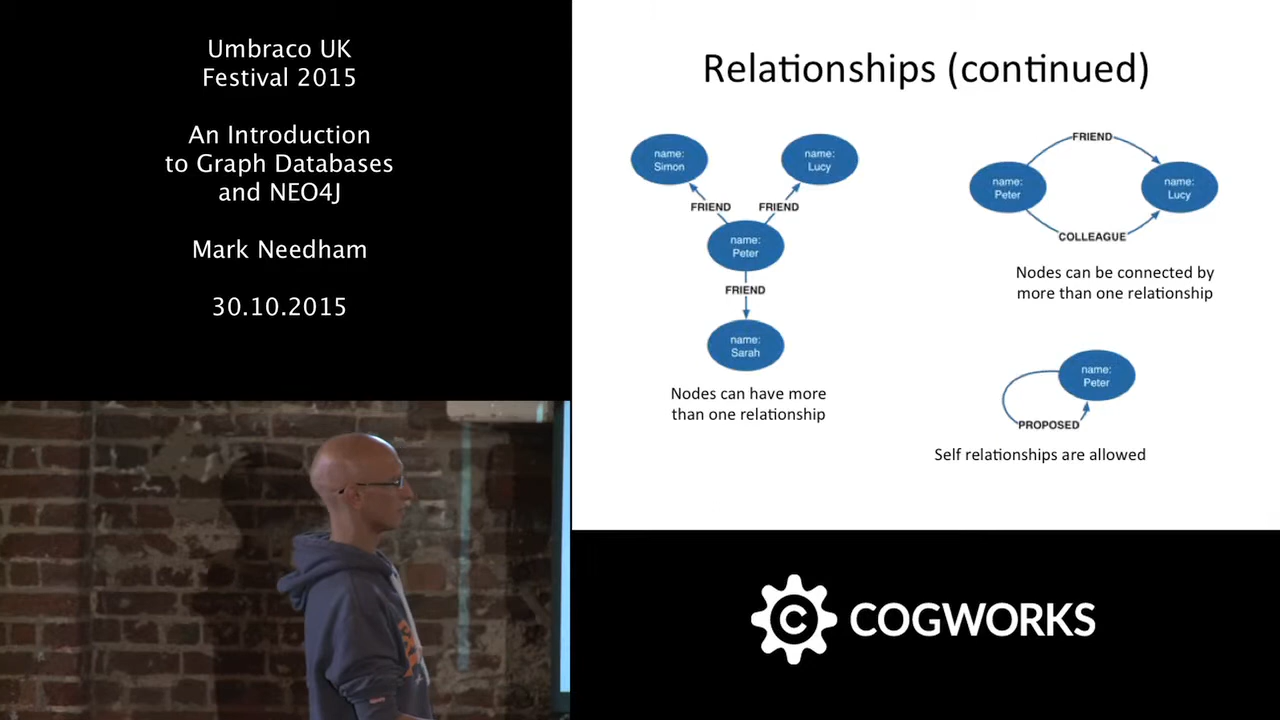 Umbraco UK
Festival 2015
An Introduction
to Graph Databases
and NEO4J
Mark Needham
30.10.2015
Relationships (continued)
name:
Simon
name:
Lucy
FRIEND
FRIEND
name:
Peter
FRIEND
name:
Sarah
Nodes can have more
than one relationship
FRIEND
name:
Peter
name:
Lucy
COLLEAGUE
Nodes can be connected by
more than one relationship
name:
Peter
PROPOSED
Self relationships are allowed
C COGWORKS